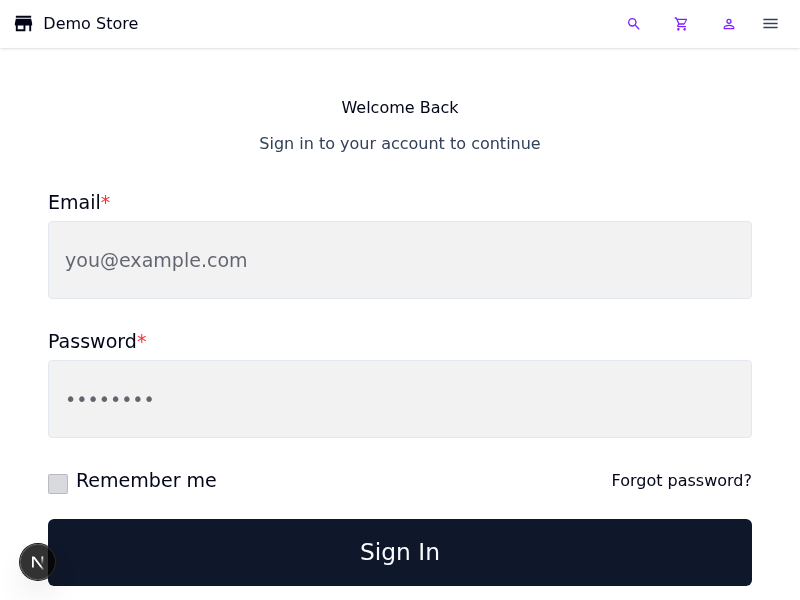 Demo Store
Welcome Back
Sign in to your account to continue
Email*
you@example.com
Password*
••••••••
Remember me
Forgot password?
Sign In
N